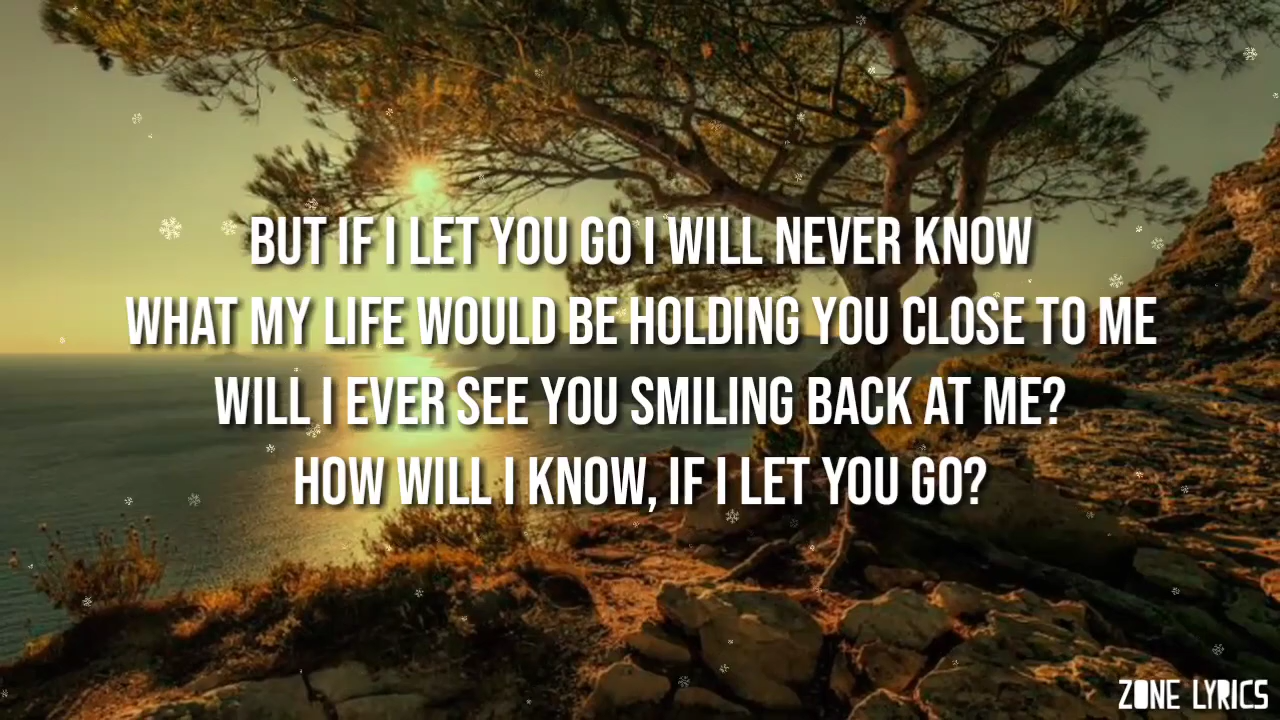 BUT IF I LET YOU GO I WILL NEVER KNOW
WHAT MY LIFE WOULD BE HOLDING YOU CLOSE TO ME
WILL I EVER SEE YOU SMILING BACK AT ME?
HOW WILL I KNOW, IF I LET YOU GO?
ZONE LYRICS